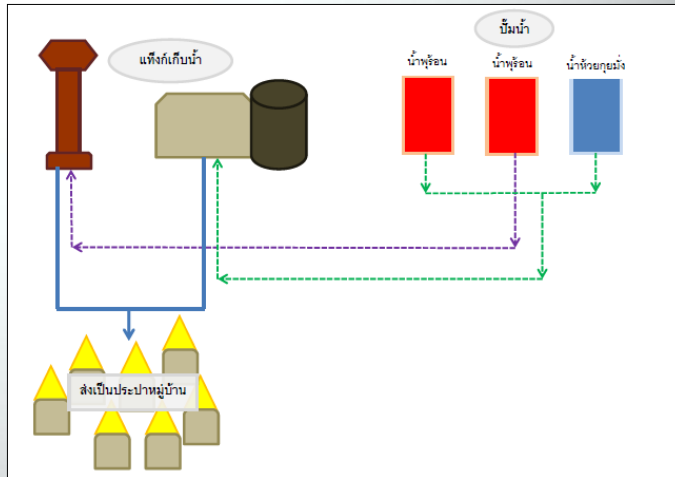 ปั๊มน้ำ
แท็งก์เก็บน้ำ
น้ำพุร้อน
น้ำพุร้อน
น้ำห้วยกุยมั่ง
ส่งเป็นประปาหมู่บ้าน